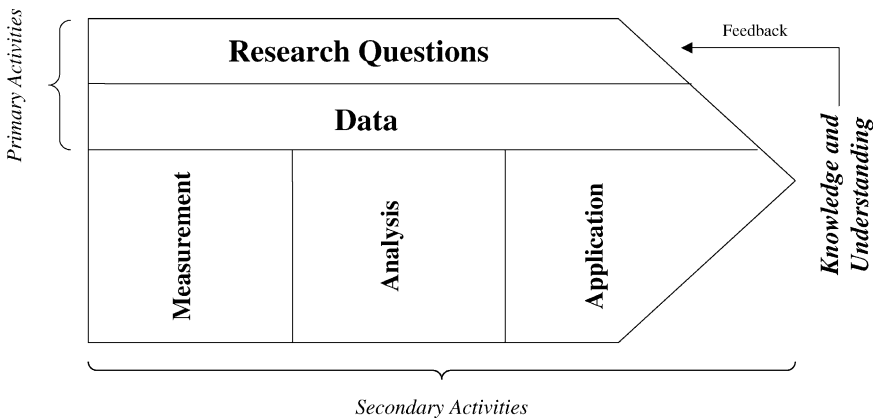 Primary Activities
Research Questions
Feedback
Data
Measurement
Analysis
Application
Knowledge and
Understanding
Secondary Activities